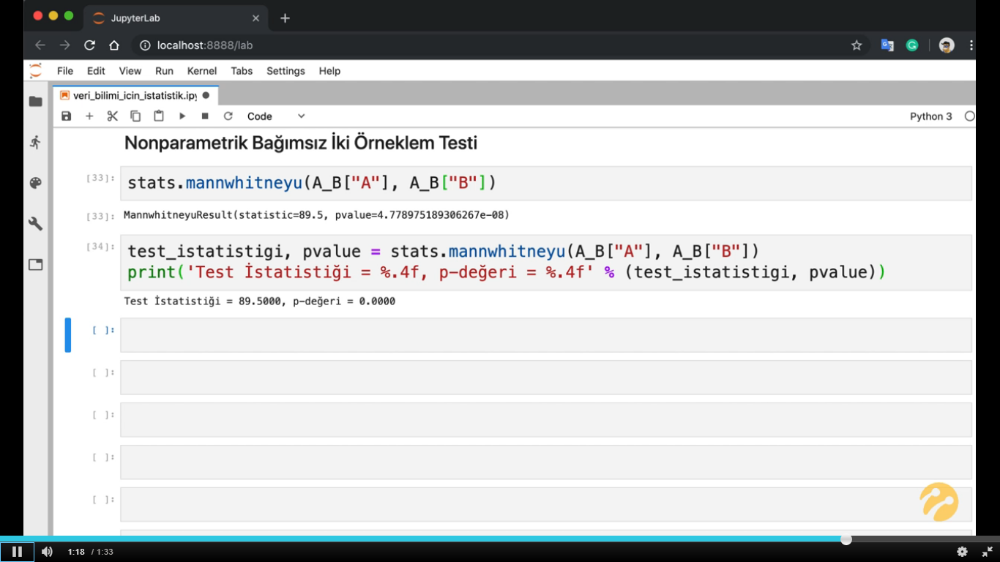 JupyterLab
localhost:8888/lab
File Edit View Run Kernel Tabs Settings Help
veri_bilimi_icin_istatistik.ipy
Code
Python 3
Nonparametrik Bağımsız İki Örneklem Testi
[33]: stats.mannwhitneyu(A_B["A"], A_B["B"])
[33]: MannwhitneyuResult(statistic=89.5, pvalue=4.778975189306267e-08)
[34]: test_istatistigi, pvalue = stats.mannwhitneyu(A_B["A"], A_B["B"])
print('Test İstatistiği = %.4f, p-değeri = %.4f' % (test_istatistigi, pvalue))
Test İstatistiği = 89.5000, p-değeri = 0.0000
[ ]:
[ ]:
[ ]:
[ ]:
[ ]:
1:18 / 1:33